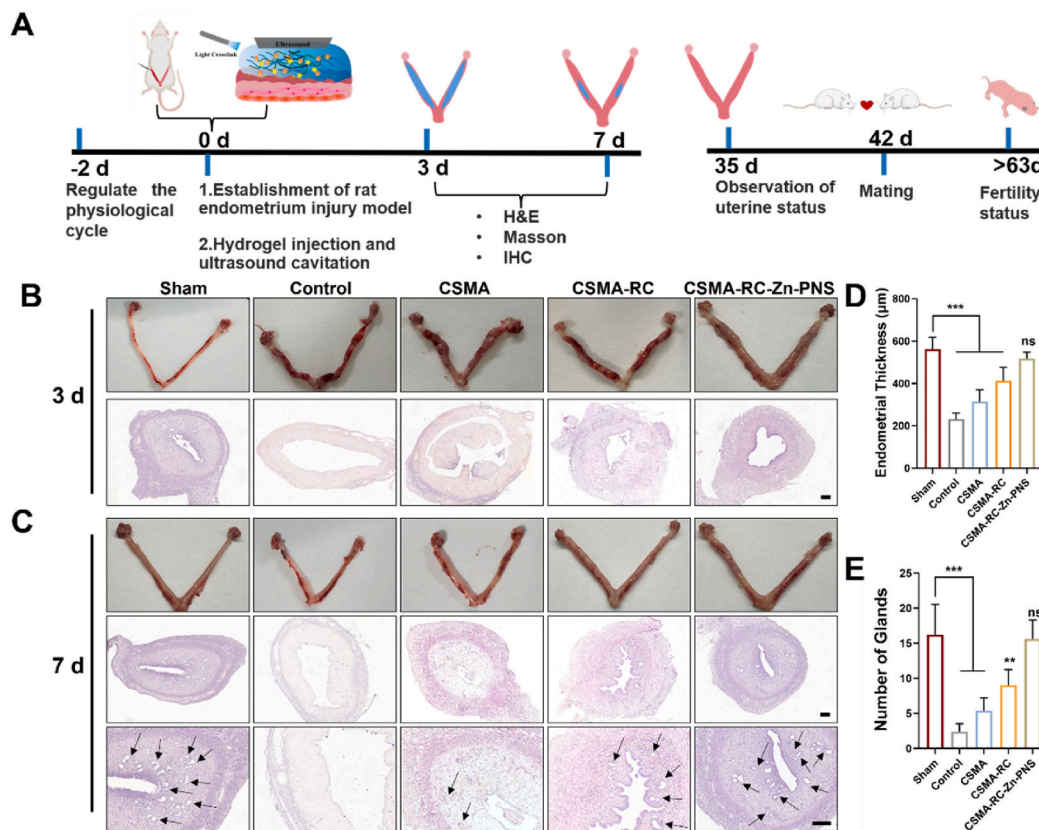 A
Light Crosslink
Ultrasound
0 d
7 d
-2 d
3 d
35 d
42 d
>63d
Regulate the
physiological
cycle
1.Establishment of rat
endometrium injury model
2.Hydrogel injection and
ultrasound cavitation
• H&E
• Masson
• IHC
Observation of
uterine status
Mating
Fertility
status
B
Sham
Control
CSMA
CSMA-RC
CSMA-RC-Zn-PNS
3 d
C
7 d
D
Endometrial Thickness (μm)
800
600
400
200
0
***
ns
Sham
Control
CSMA
CSMA-RC
CSMA-RC-Zn-PNS
E
Number of Glands
25
20
15
10
5
0
***
**
ns
Sham
Control
CSMA
CSMA-RC
CSMA-RC-Zn-PNS